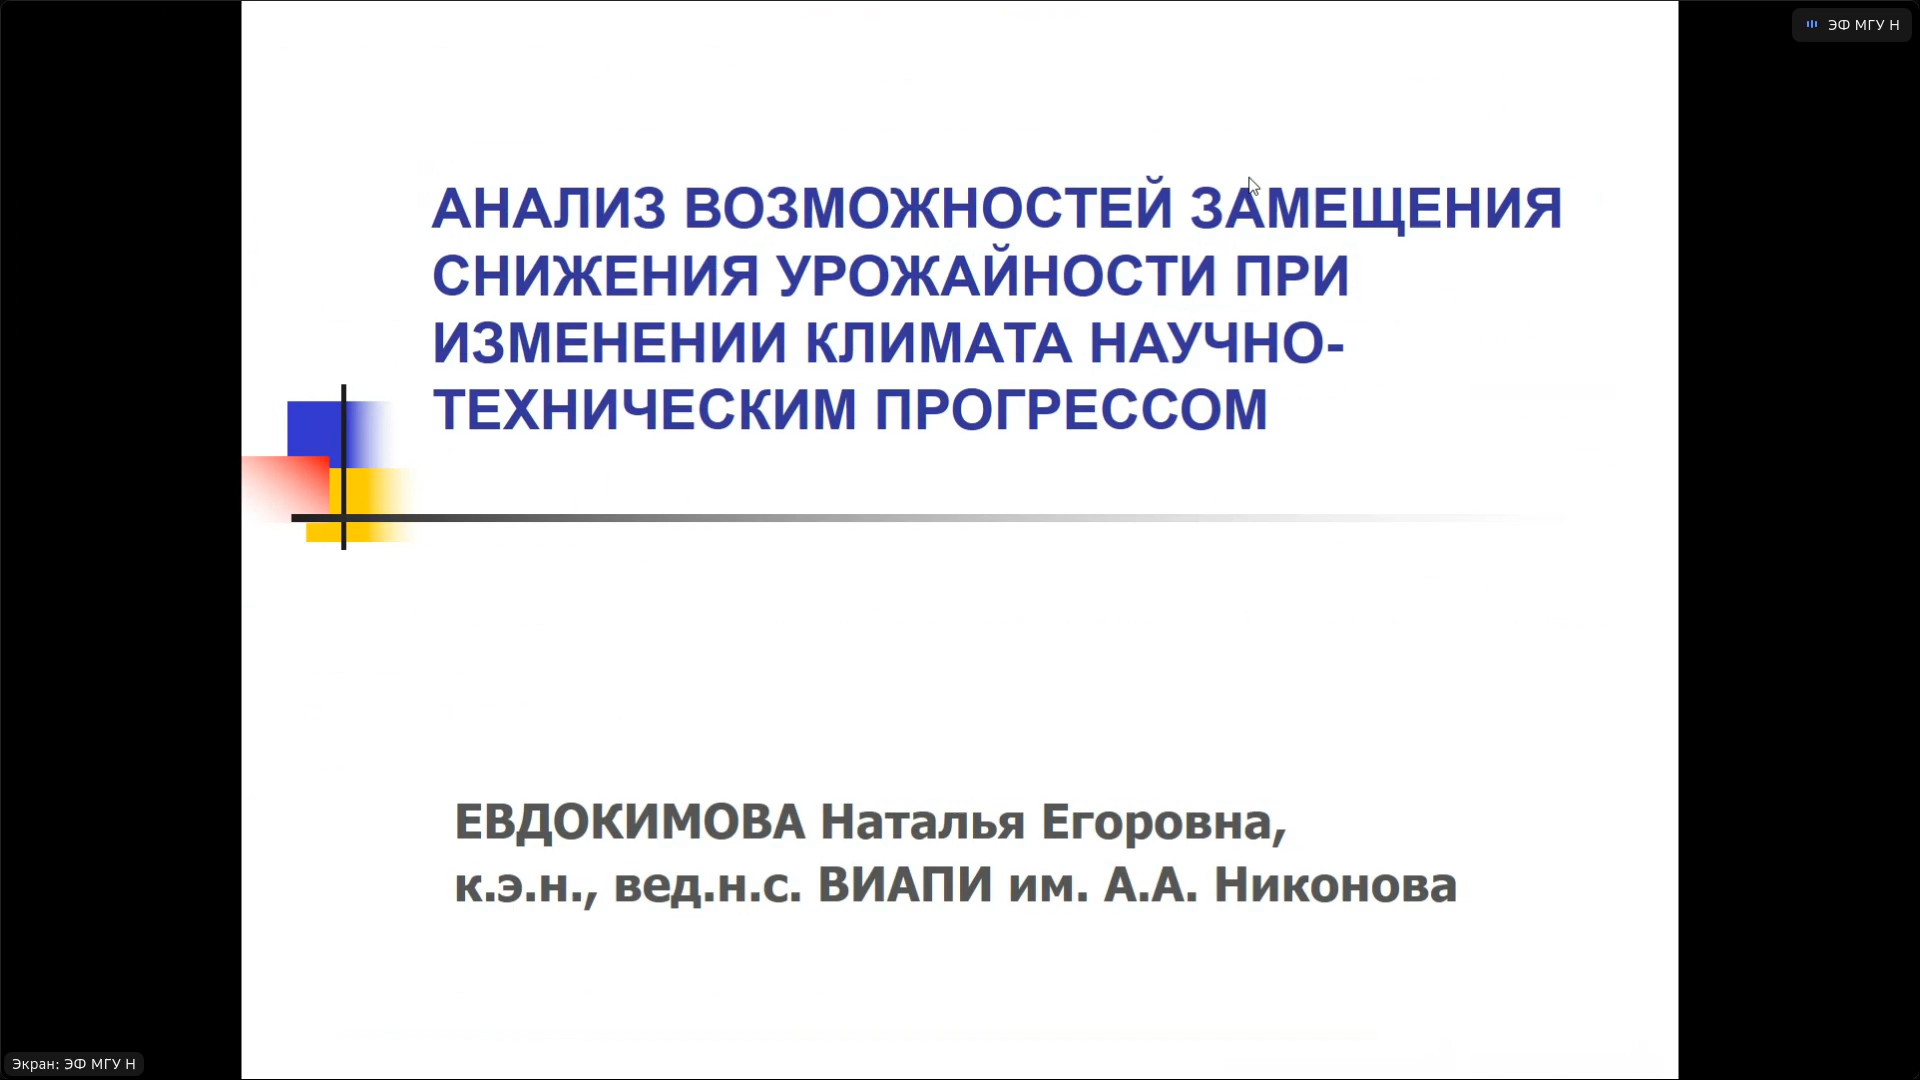 ЭФ МГУ Н
АНАЛИЗ ВОЗМОЖНОСТЕЙ ЗАМЕЩЕНИЯ
СНИЖЕНИЯ УРОЖАЙНОСТИ ПРИ
ИЗМЕНЕНИИ КЛИМАТА НАУЧНО-
ТЕХНИЧЕСКИМ ПРОГРЕССОМ
ЕВДОКИМОВА Наталья Егоровна,
к.э.н., вед.н.с. ВИАПИ им. А.А. Никонова
Экран: ЭФ МГУ Н